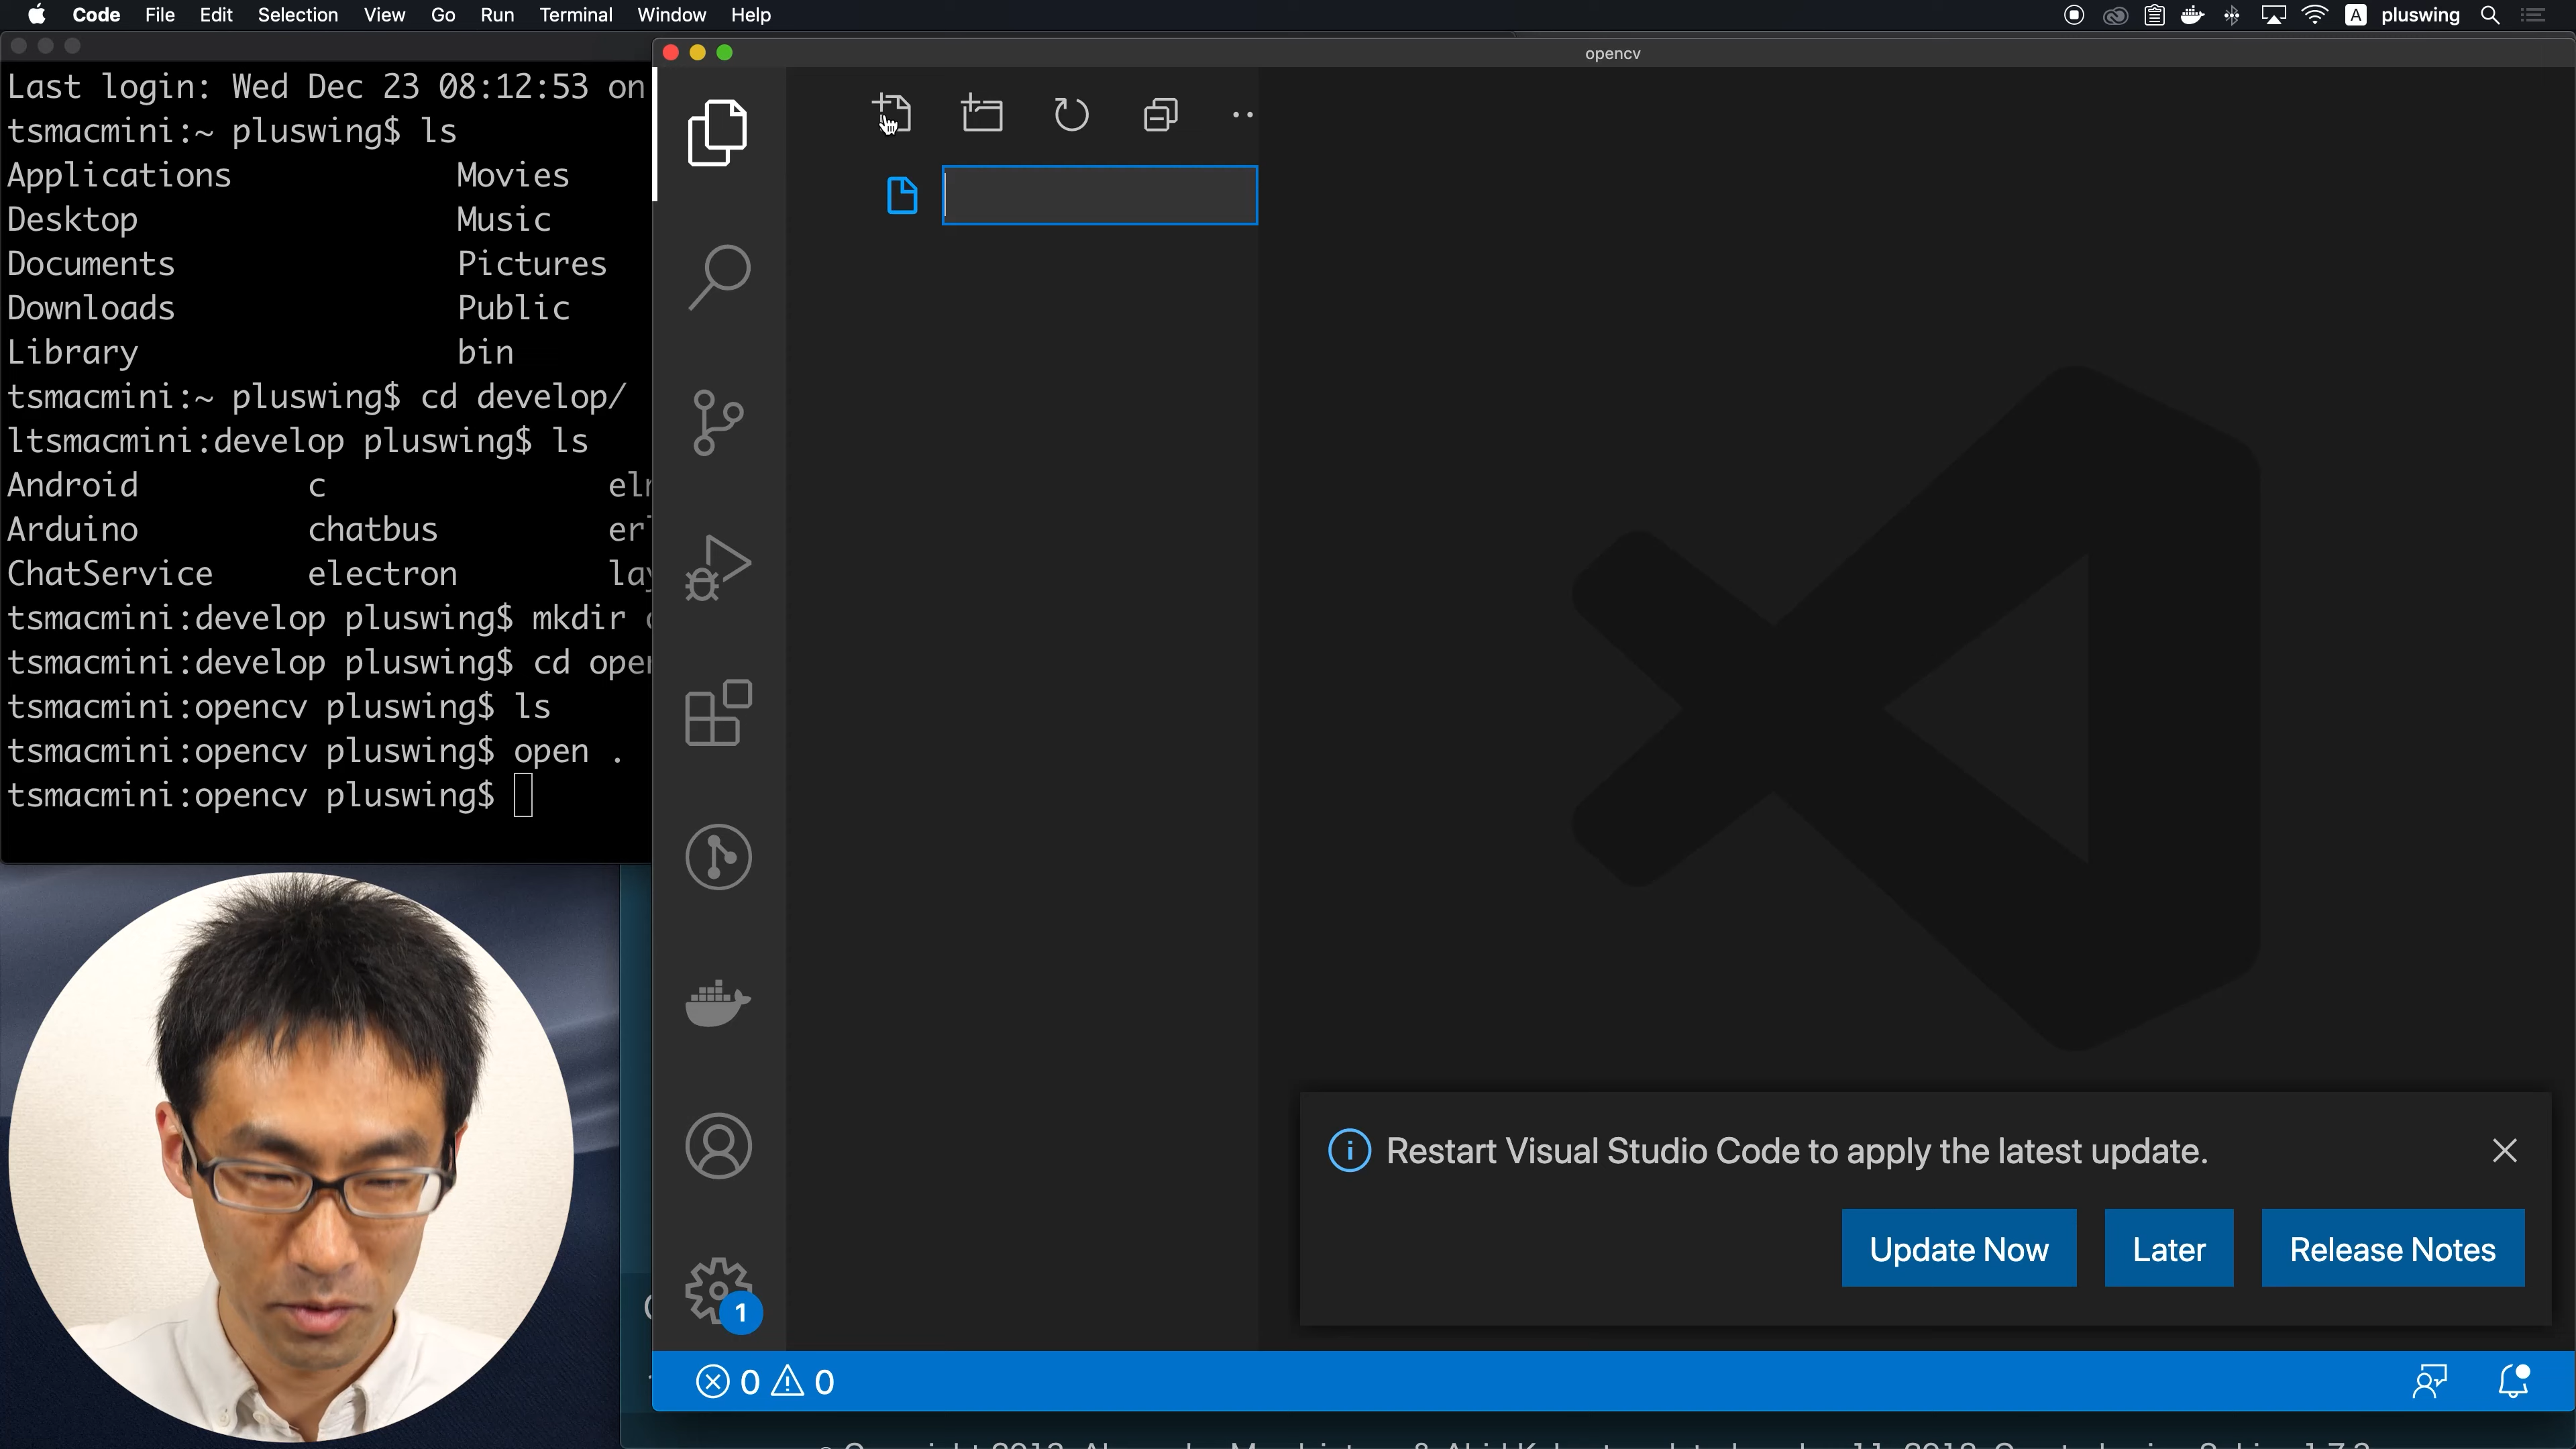 Code File Edit Selection View Go Run Terminal Window Help
A pluswing
opencv
Last login: Wed Dec 23 08:12:53 on
tsmacmini:~ pluswing$ ls
Applications Movies
Desktop Music
Documents Pictures
Downloads Public
Library bin
tsmacmini:~ pluswing$ cd develop/
ltsmacmini:develop pluswing$ ls
Android c
Arduino chatbus
ChatService electron
tsmacmini:develop pluswing$ mkdir
tsmacmini:develop pluswing$ cd
tsmacmini:opencv pluswing$ ls
tsmacmini:opencv pluswing$ open .
tsmacmini:opencv pluswing$
Restart Visual Studio Code to apply the latest update.
Update Now Later Release Notes
1
0 0